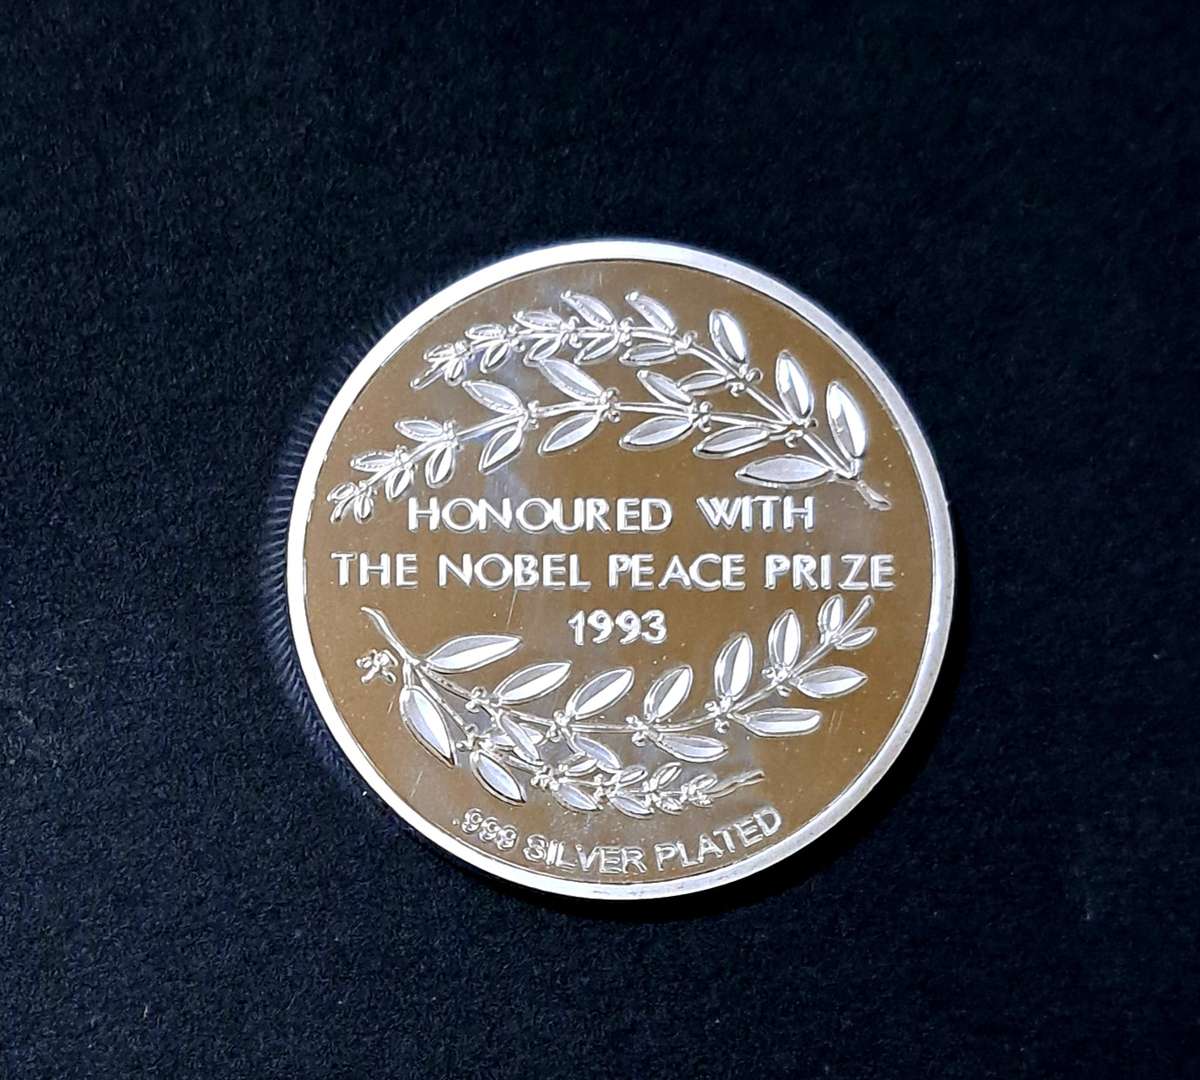 HONOURED WITH
THE NOBEL PEACE PRIZE
1993
.999 SILVER PLATED